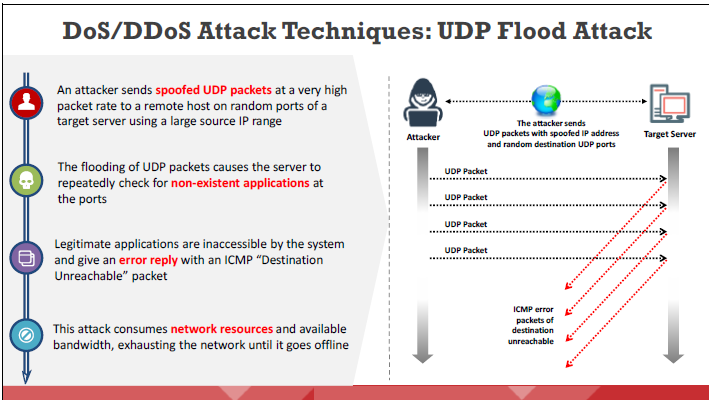 DoS/DDoS Attack Techniques: UDP Flood Attack
An attacker sends spoofed UDP packets at a very high
packet rate to a remote host on random ports of a
target server using a large source IP range
The flooding of UDP packets causes the server to
repeatedly check for non-existent applications at
the ports
Legitimate applications are inaccessible by the system
and give an error reply with an ICMP “Destination
Unreachable” packet
This attack consumes network resources and available
bandwidth, exhausting the network until it goes offline
Attacker
The attacker sends
UDP packets with spoofed IP address
and random destination UDP ports
Target Server
UDP Packet
UDP Packet
UDP Packet
UDP Packet
ICMP error
packets of
destination
unreachable